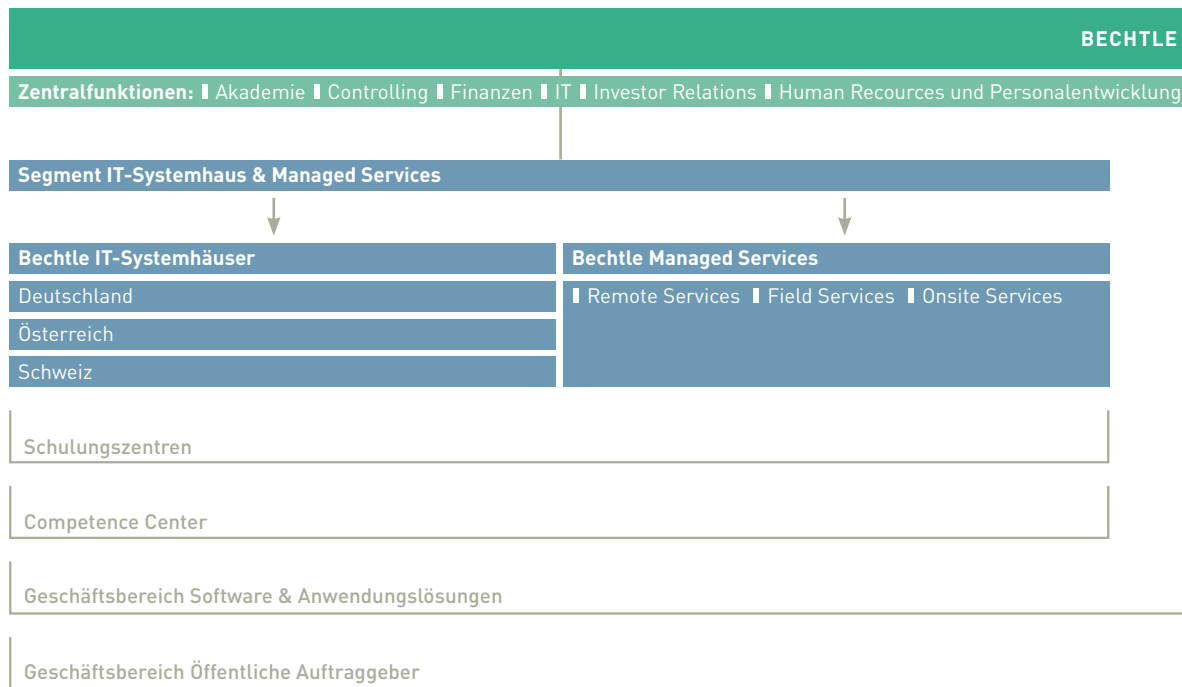 BECHTLE
Zentralfunktionen: Akademie Controlling Finanzen IT Investor Relations Human Recources und Personalentwicklung
Segment IT-Systemhaus & Managed Services
Bechtle IT-Systemhäuser
Deutschland
Österreich
Schweiz
Bechtle Managed Services
Remote Services Field Services Onsite Services
Schulungszentren
Competence Center
Geschäftsbereich Software & Anwendungslösungen
Geschäftsbereich Öffentliche Auftraggeber